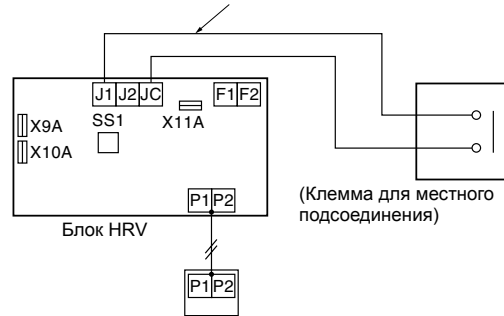 J1 J2 JC
F1 F2
SS1
X11A
X9A
X10A
P1 P2
Блок HRV
(Клемма для местного
подсоединения)
P1 P2